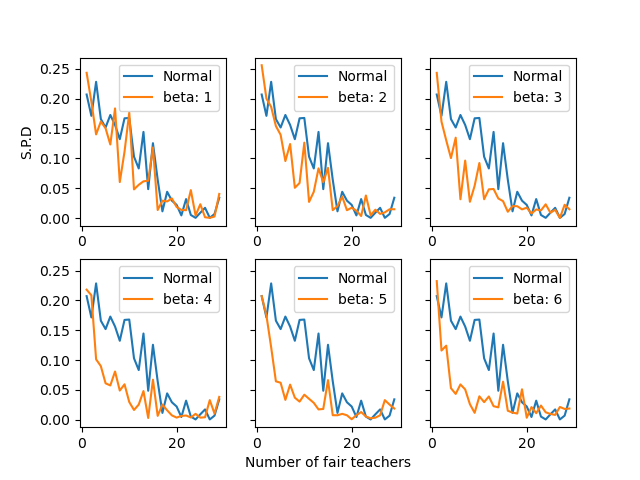 0.25
0.20
0.15
0.10
0.05
0.00
S.P.D
Normal
beta: 1
0
20
Normal
beta: 2
0
20
Normal
beta: 3
0
20
0.25
0.20
0.15
0.10
0.05
0.00
Normal
beta: 4
0
20
Normal
beta: 5
0
20
Normal
beta: 6
0
20
Number of fair teachers